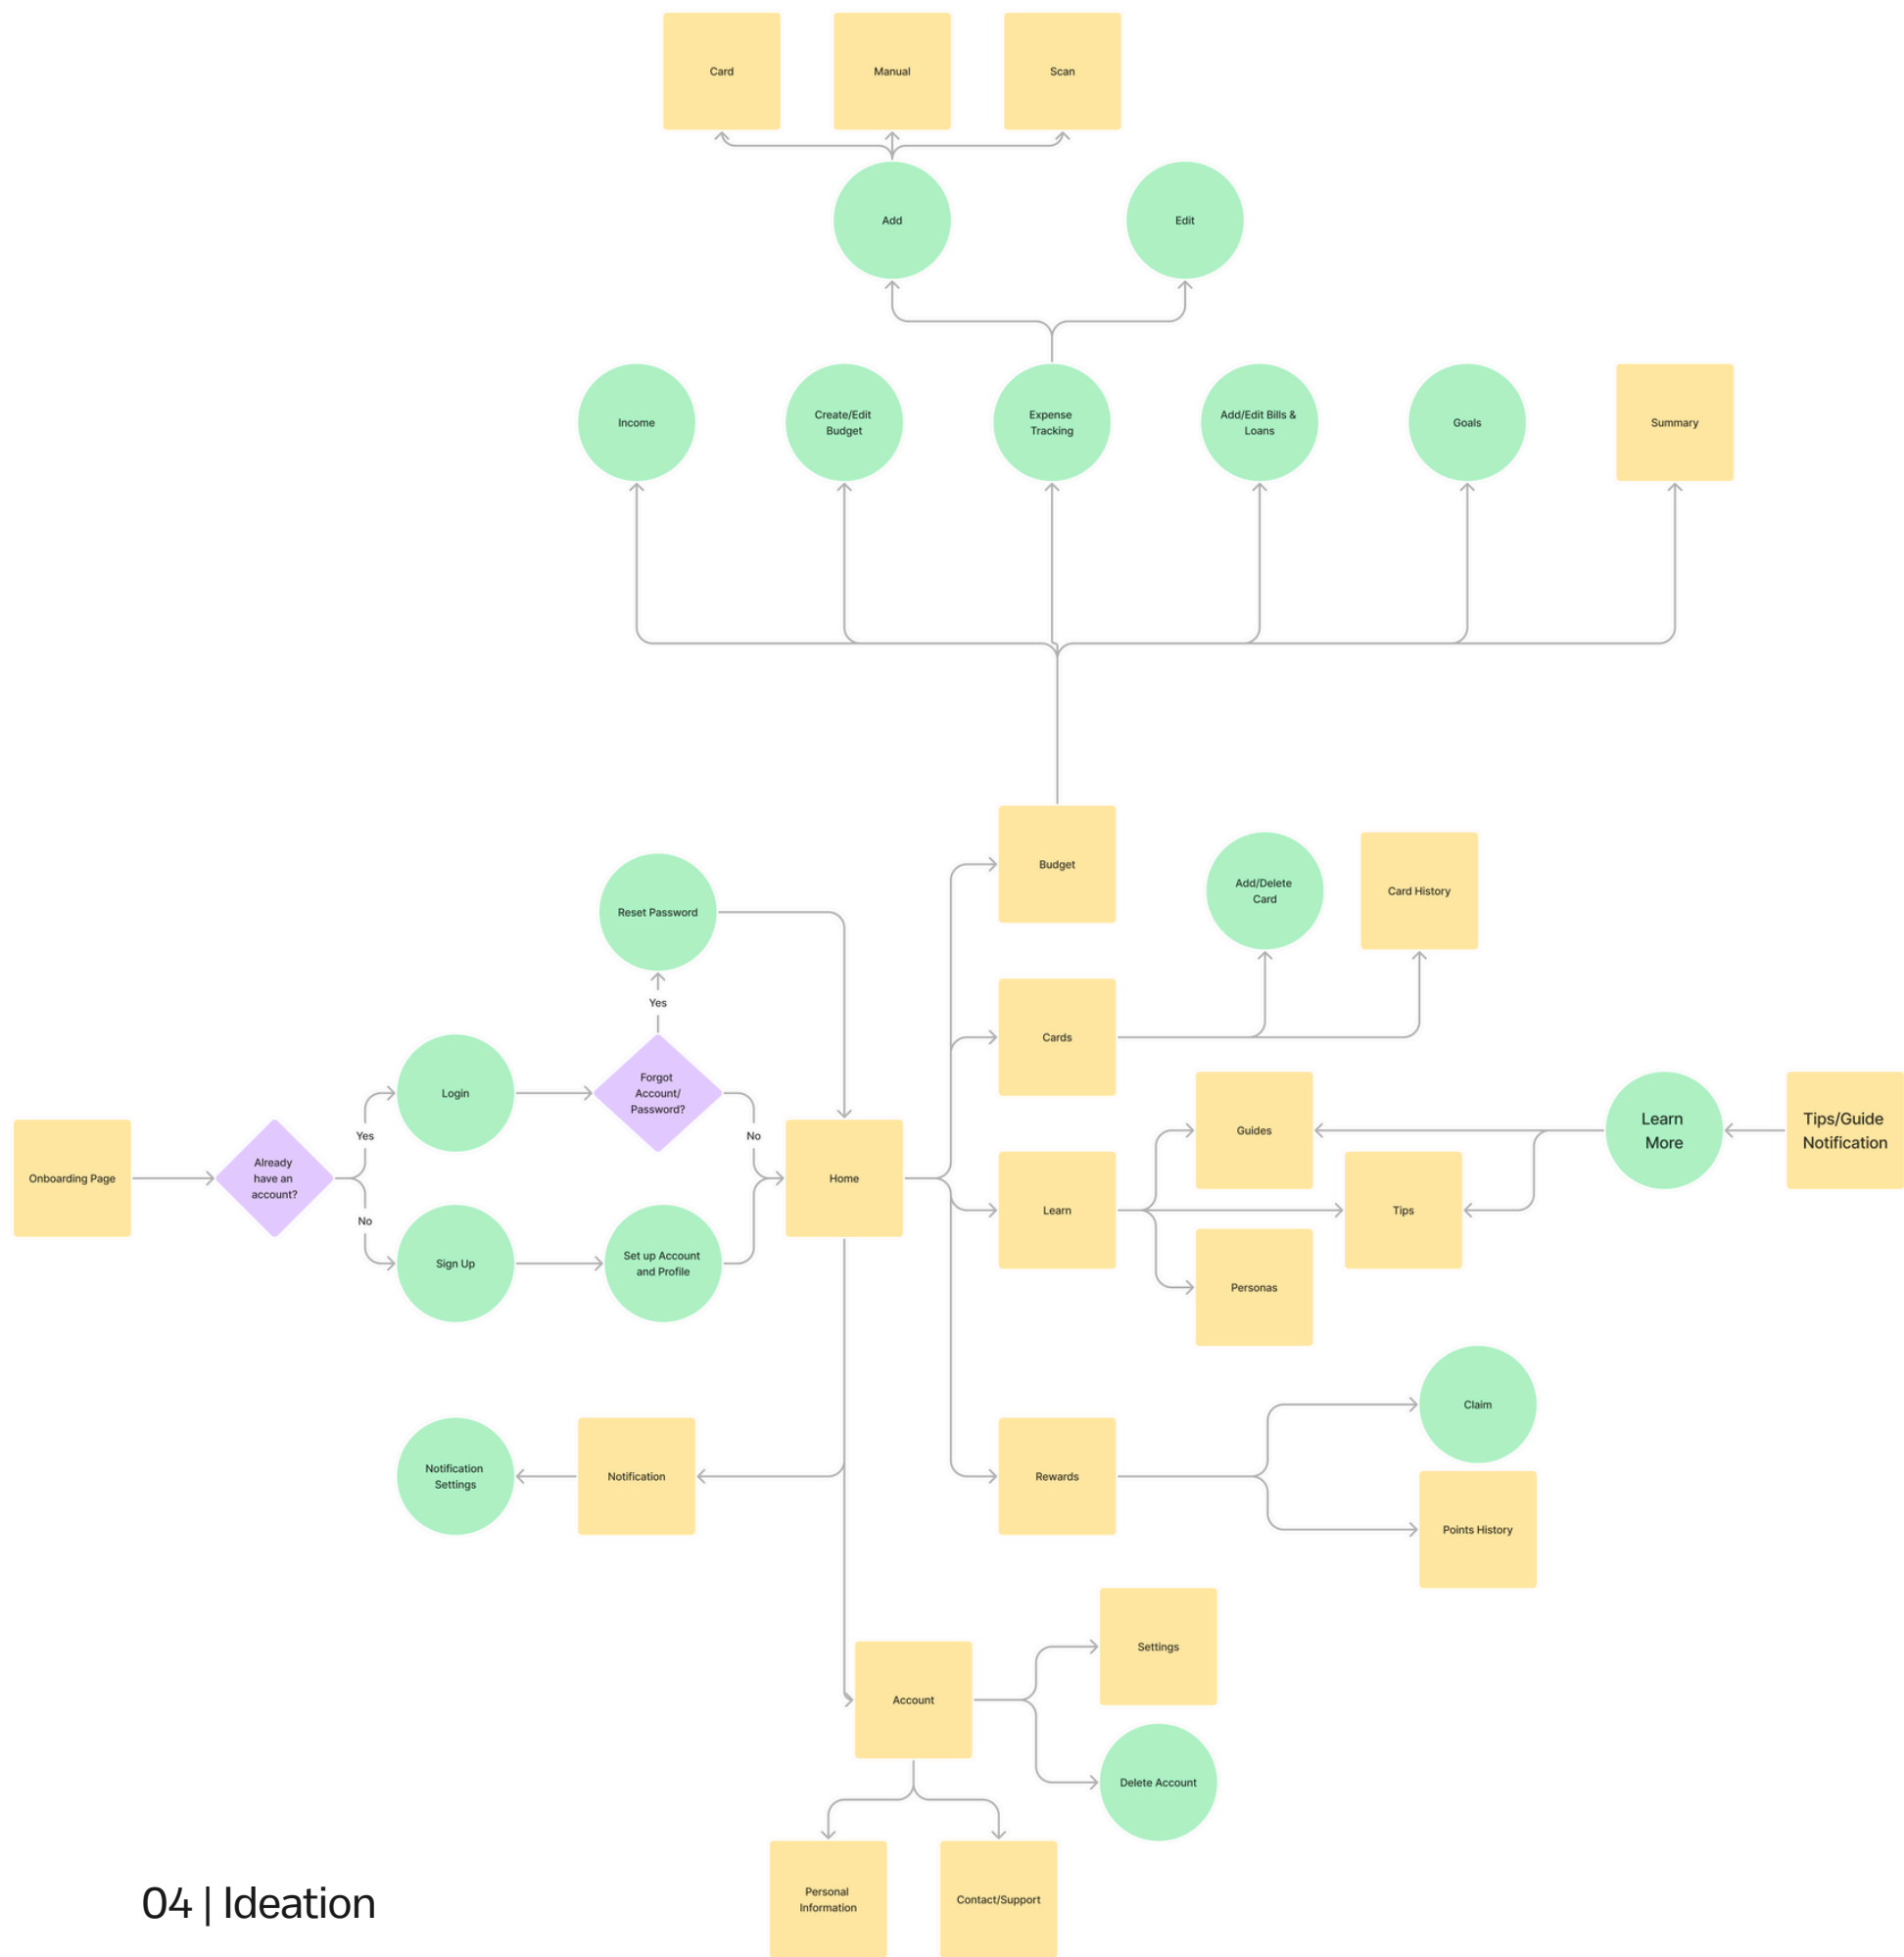 Card
Manual
Scan
Add
Edit
Income
Create/Edit
Budget
Expense
Tracking
Add/Edit Bills &
Loans
Goals
Summary
Budget
Add/Delete
Card
Card History
Reset Password
Yes
Cards
Login
Forgot
Account/
Password?
Yes
No
Guides
Learn
More
Tips/Guide
Notification
Onboarding Page
Already
have an
account?
Home
Learn
Tips
No
Sign Up
Set up Account
and Profile
Personas
Claim
Notification
Settings
Notification
Rewards
Points History
Settings
Account
Delete Account
Personal
Information
Contact/Support
04 | Ideation